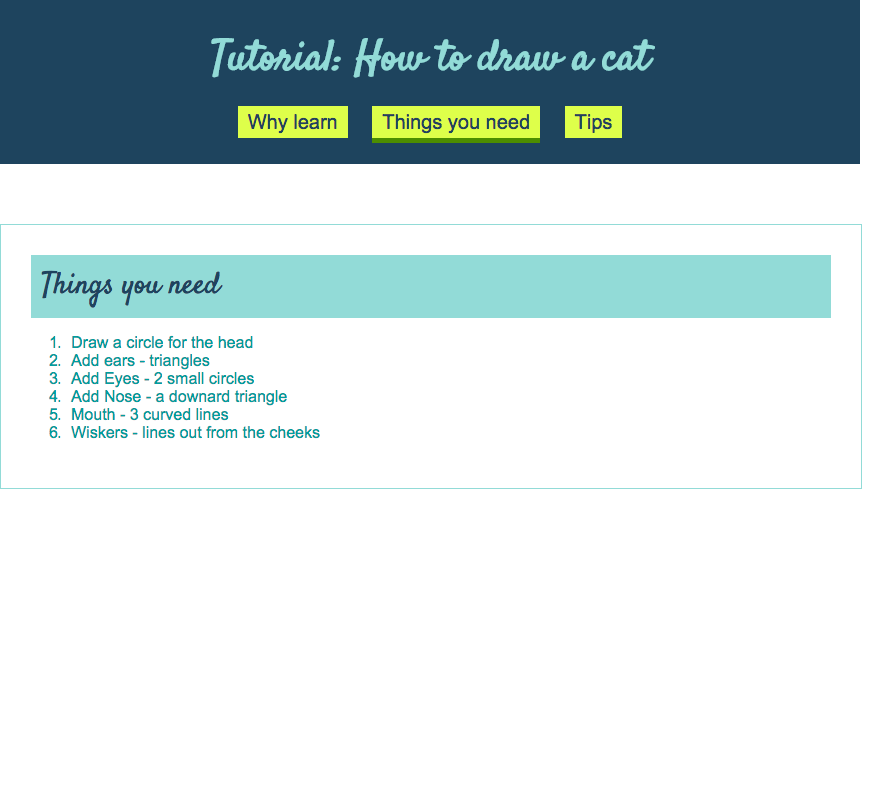 Tutorial: How to draw a cat
Why learn Things you need Tips
Things you need
1. Draw a circle for the head
2. Add ears - triangles
3. Add Eyes - 2 small circles
4. Add Nose - a downard triangle
5. Mouth - 3 curved lines
6. Wiskers - lines out from the cheeks